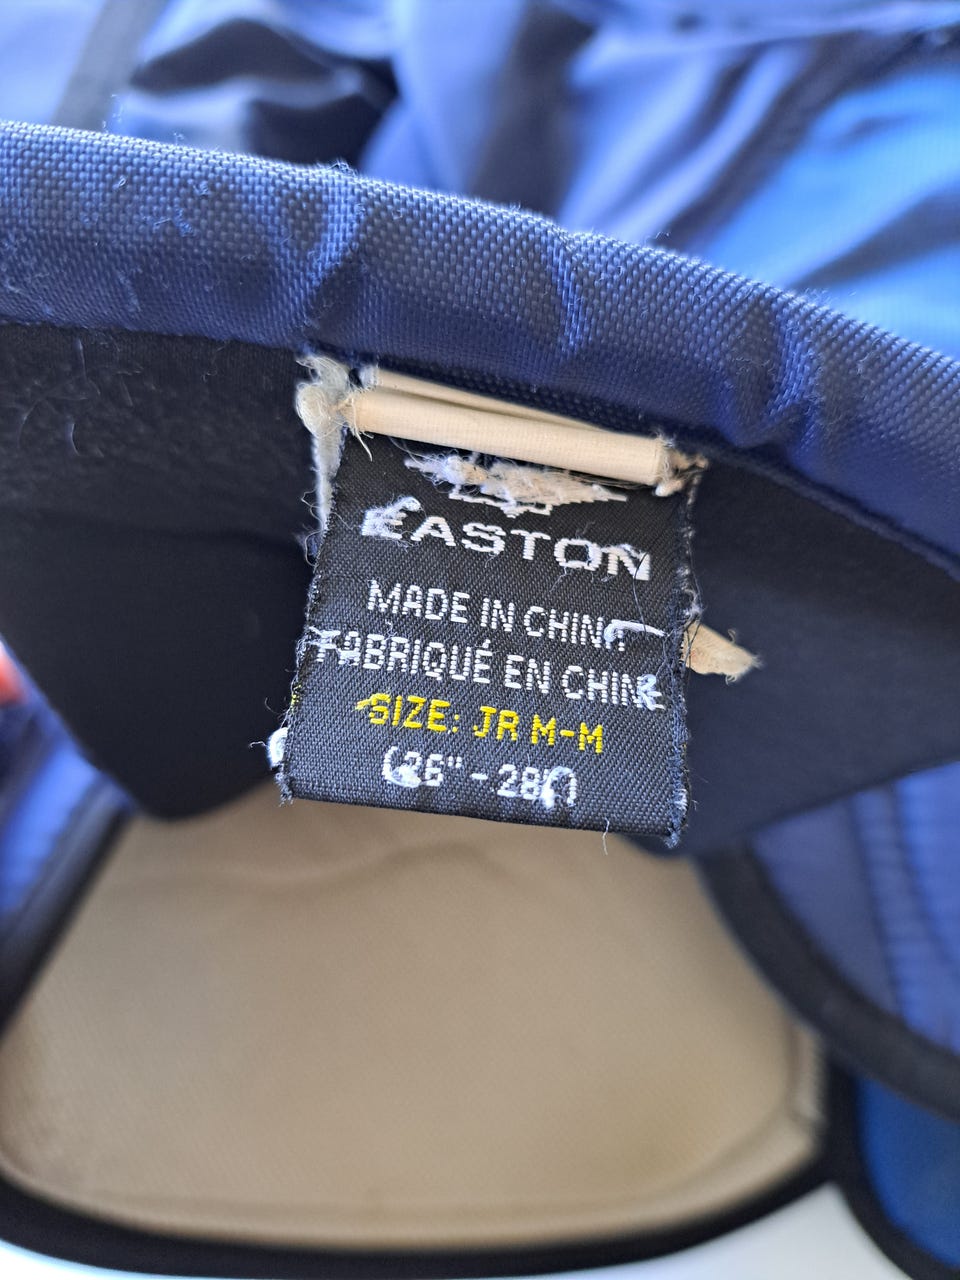 EASTON
MADE IN CHINA
FABRIQUÉ EN CHINE
SIZE: JR M-M
(26" - 28")